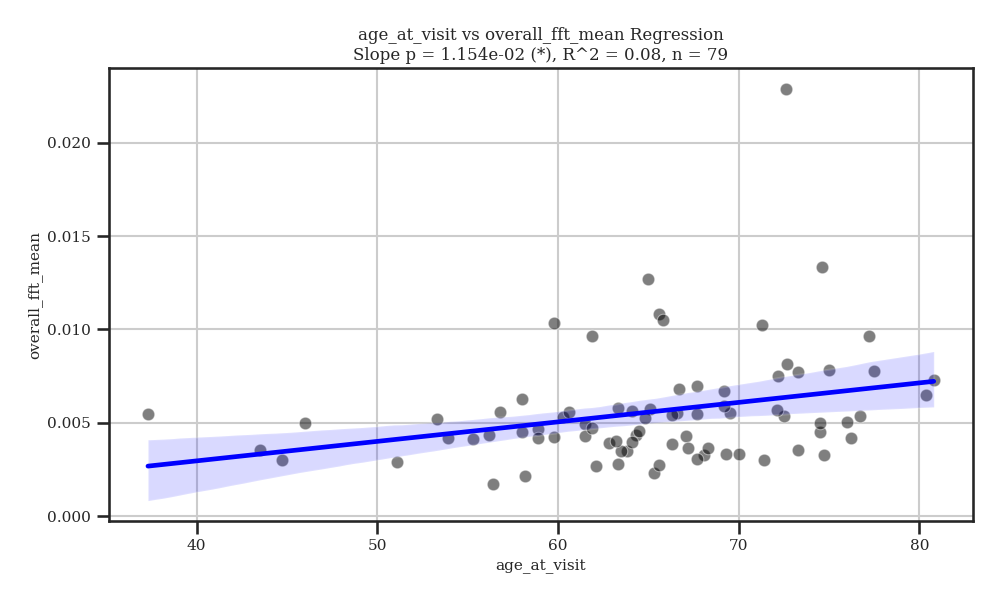 age_at_visit vs overall_fft_mean Regression
Slope p = 1.154e-02 (*), R^2 = 0.08, n = 79
overall_fft_mean
0.020
0.015
0.010
0.005
0.000
40
50
60
70
80
age_at_visit